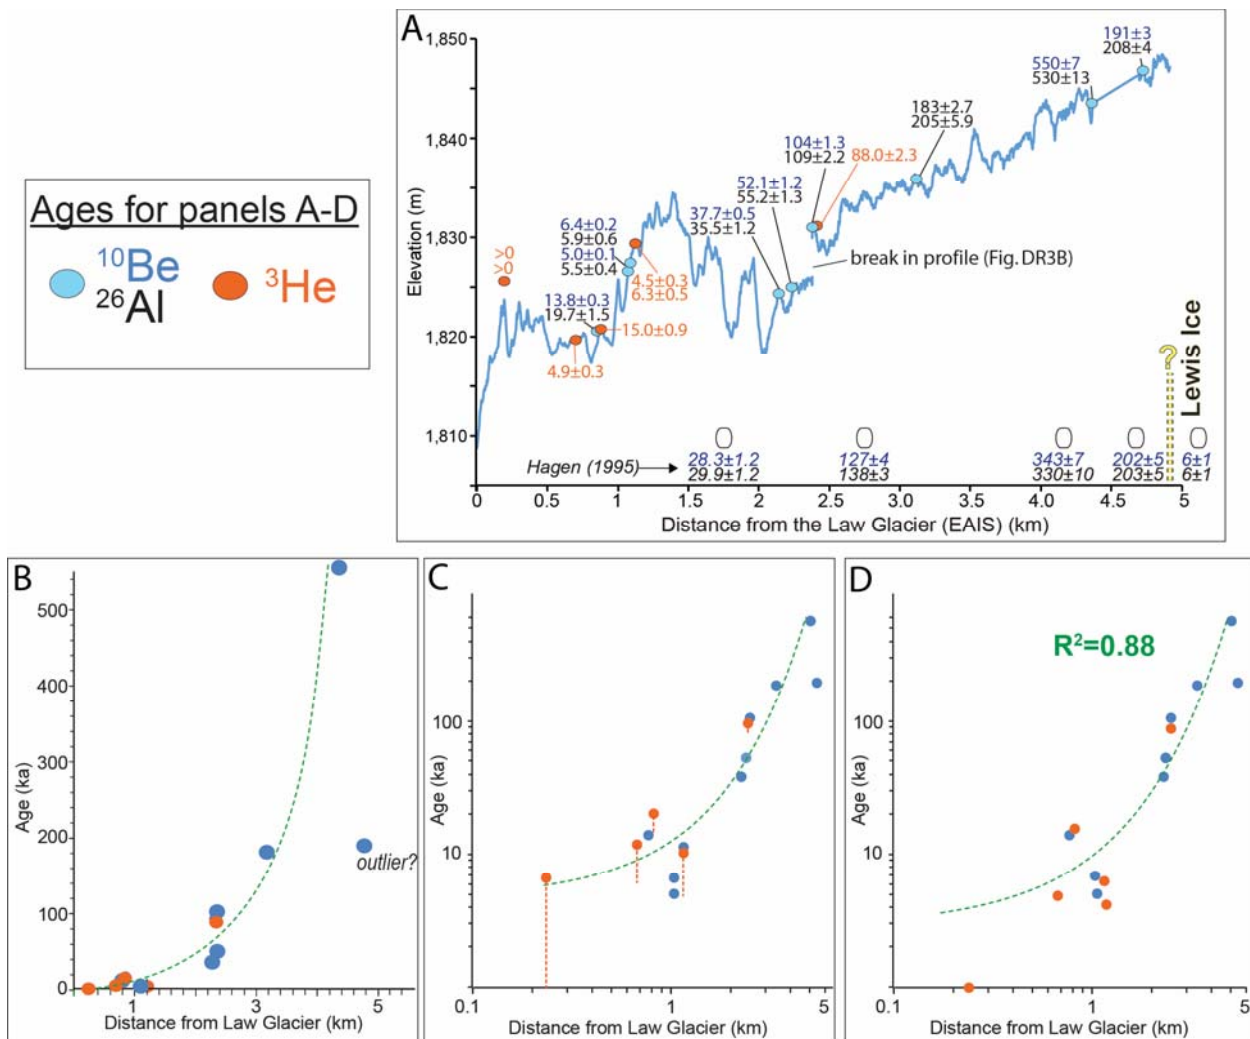 Ages for panels A-D
¹⁰Be
²⁶Al
³He
A
1,850
1,840
1,830
1,820
1,810
Elevation (m)
>0
>0
4.9±0.3
13.8±0.3
19.7±1.5
15.0±0.9
6.4±0.2
5.9±0.6
5.0±0.1
5.5±0.4
4.5±0.3
6.3±0.5
37.7±0.5
35.5±1.2
52.1±1.2
55.2±1.3
104±1.3
109±2.2
88.0±2.3
183±2.7
205±5.9
550±7
530±13
191±3
208±4
break in profile (Fig. DR3B)
?
Lewis Ice
Hagen (1995)
28.3±1.2
29.9±1.2
127±4
138±3
343±7
330±10
202±5
203±5
6±1
6±1
0 0.5 1 1.5 2 2.5 3.0 3.5 4.0 4.5 5
Distance from the Law Glacier (EAIS) (km)
B
500
400
300
200
100
0
Age (ka)
outlier?
1 3 5
Distance from Law Glacier (km)
C
100
10
Age (ka)
0.1 1 5
Distance from Law Glacier (km)
D
R²=0.88
100
10
Age (ka)
0.1 1 5
Distance from Law Glacier (km)